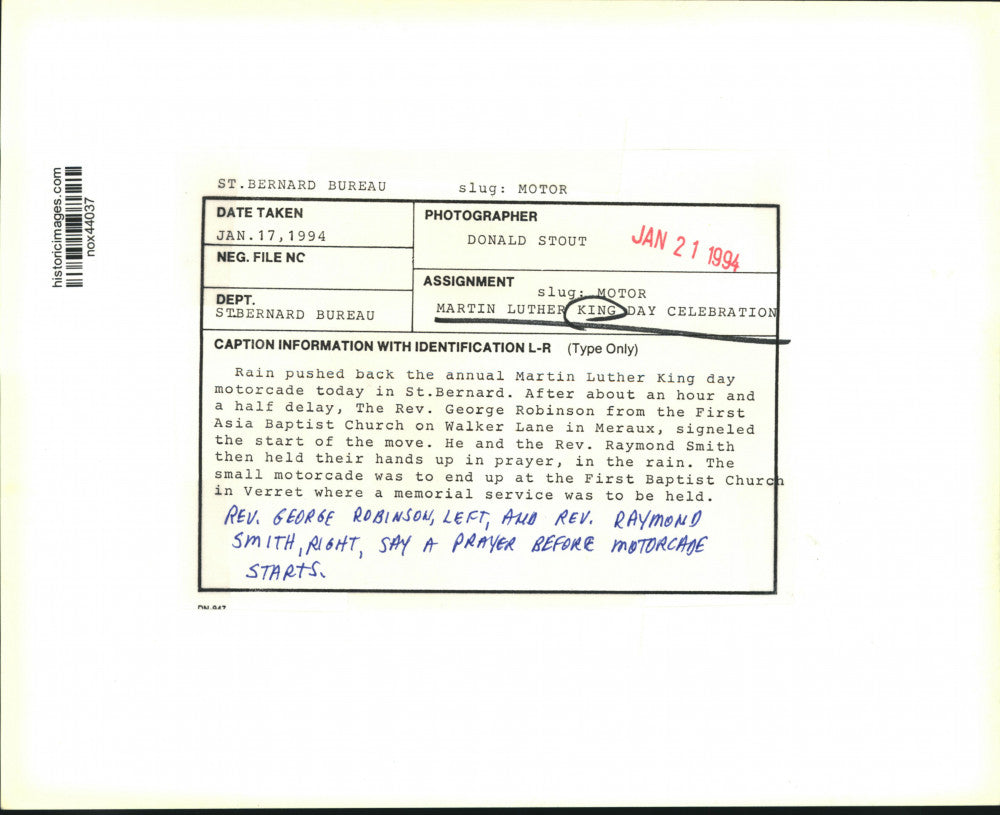 historicimages.com
nox44037
ST.BERNARD BUREAU slug: MOTOR
DATE TAKEN
JAN.17,1994
PHOTOGRAPHER
DONALD STOUT
JAN 21 1994
NEG. FILE NO
ASSIGNMENT
slug: MOTOR
MARTIN LUTHER KING DAY CELEBRATION
DEPT.
ST.BERNARD BUREAU
CAPTION INFORMATION WITH IDENTIFICATION L-R (Type Only)
Rain pushed back the annual Martin Luther King day
motorcade today in St.Bernard. After about an hour and
a half delay, The Rev. George Robinson from the First
Asia Baptist Church on Walker Lane in Meraux, signeled
the start of the move. He and the Rev. Raymond Smith
then held their hands up in prayer, in the rain. The
small motorcade was to end up at the First Baptist Church
in Verret where a memorial service was to be held.
REV. GEORGE ROBINSON, LEFT, AND REV. RAYMOND
SMITH, RIGHT, SAY A PRAYER BEFORE MOTORCADE
STARTS.